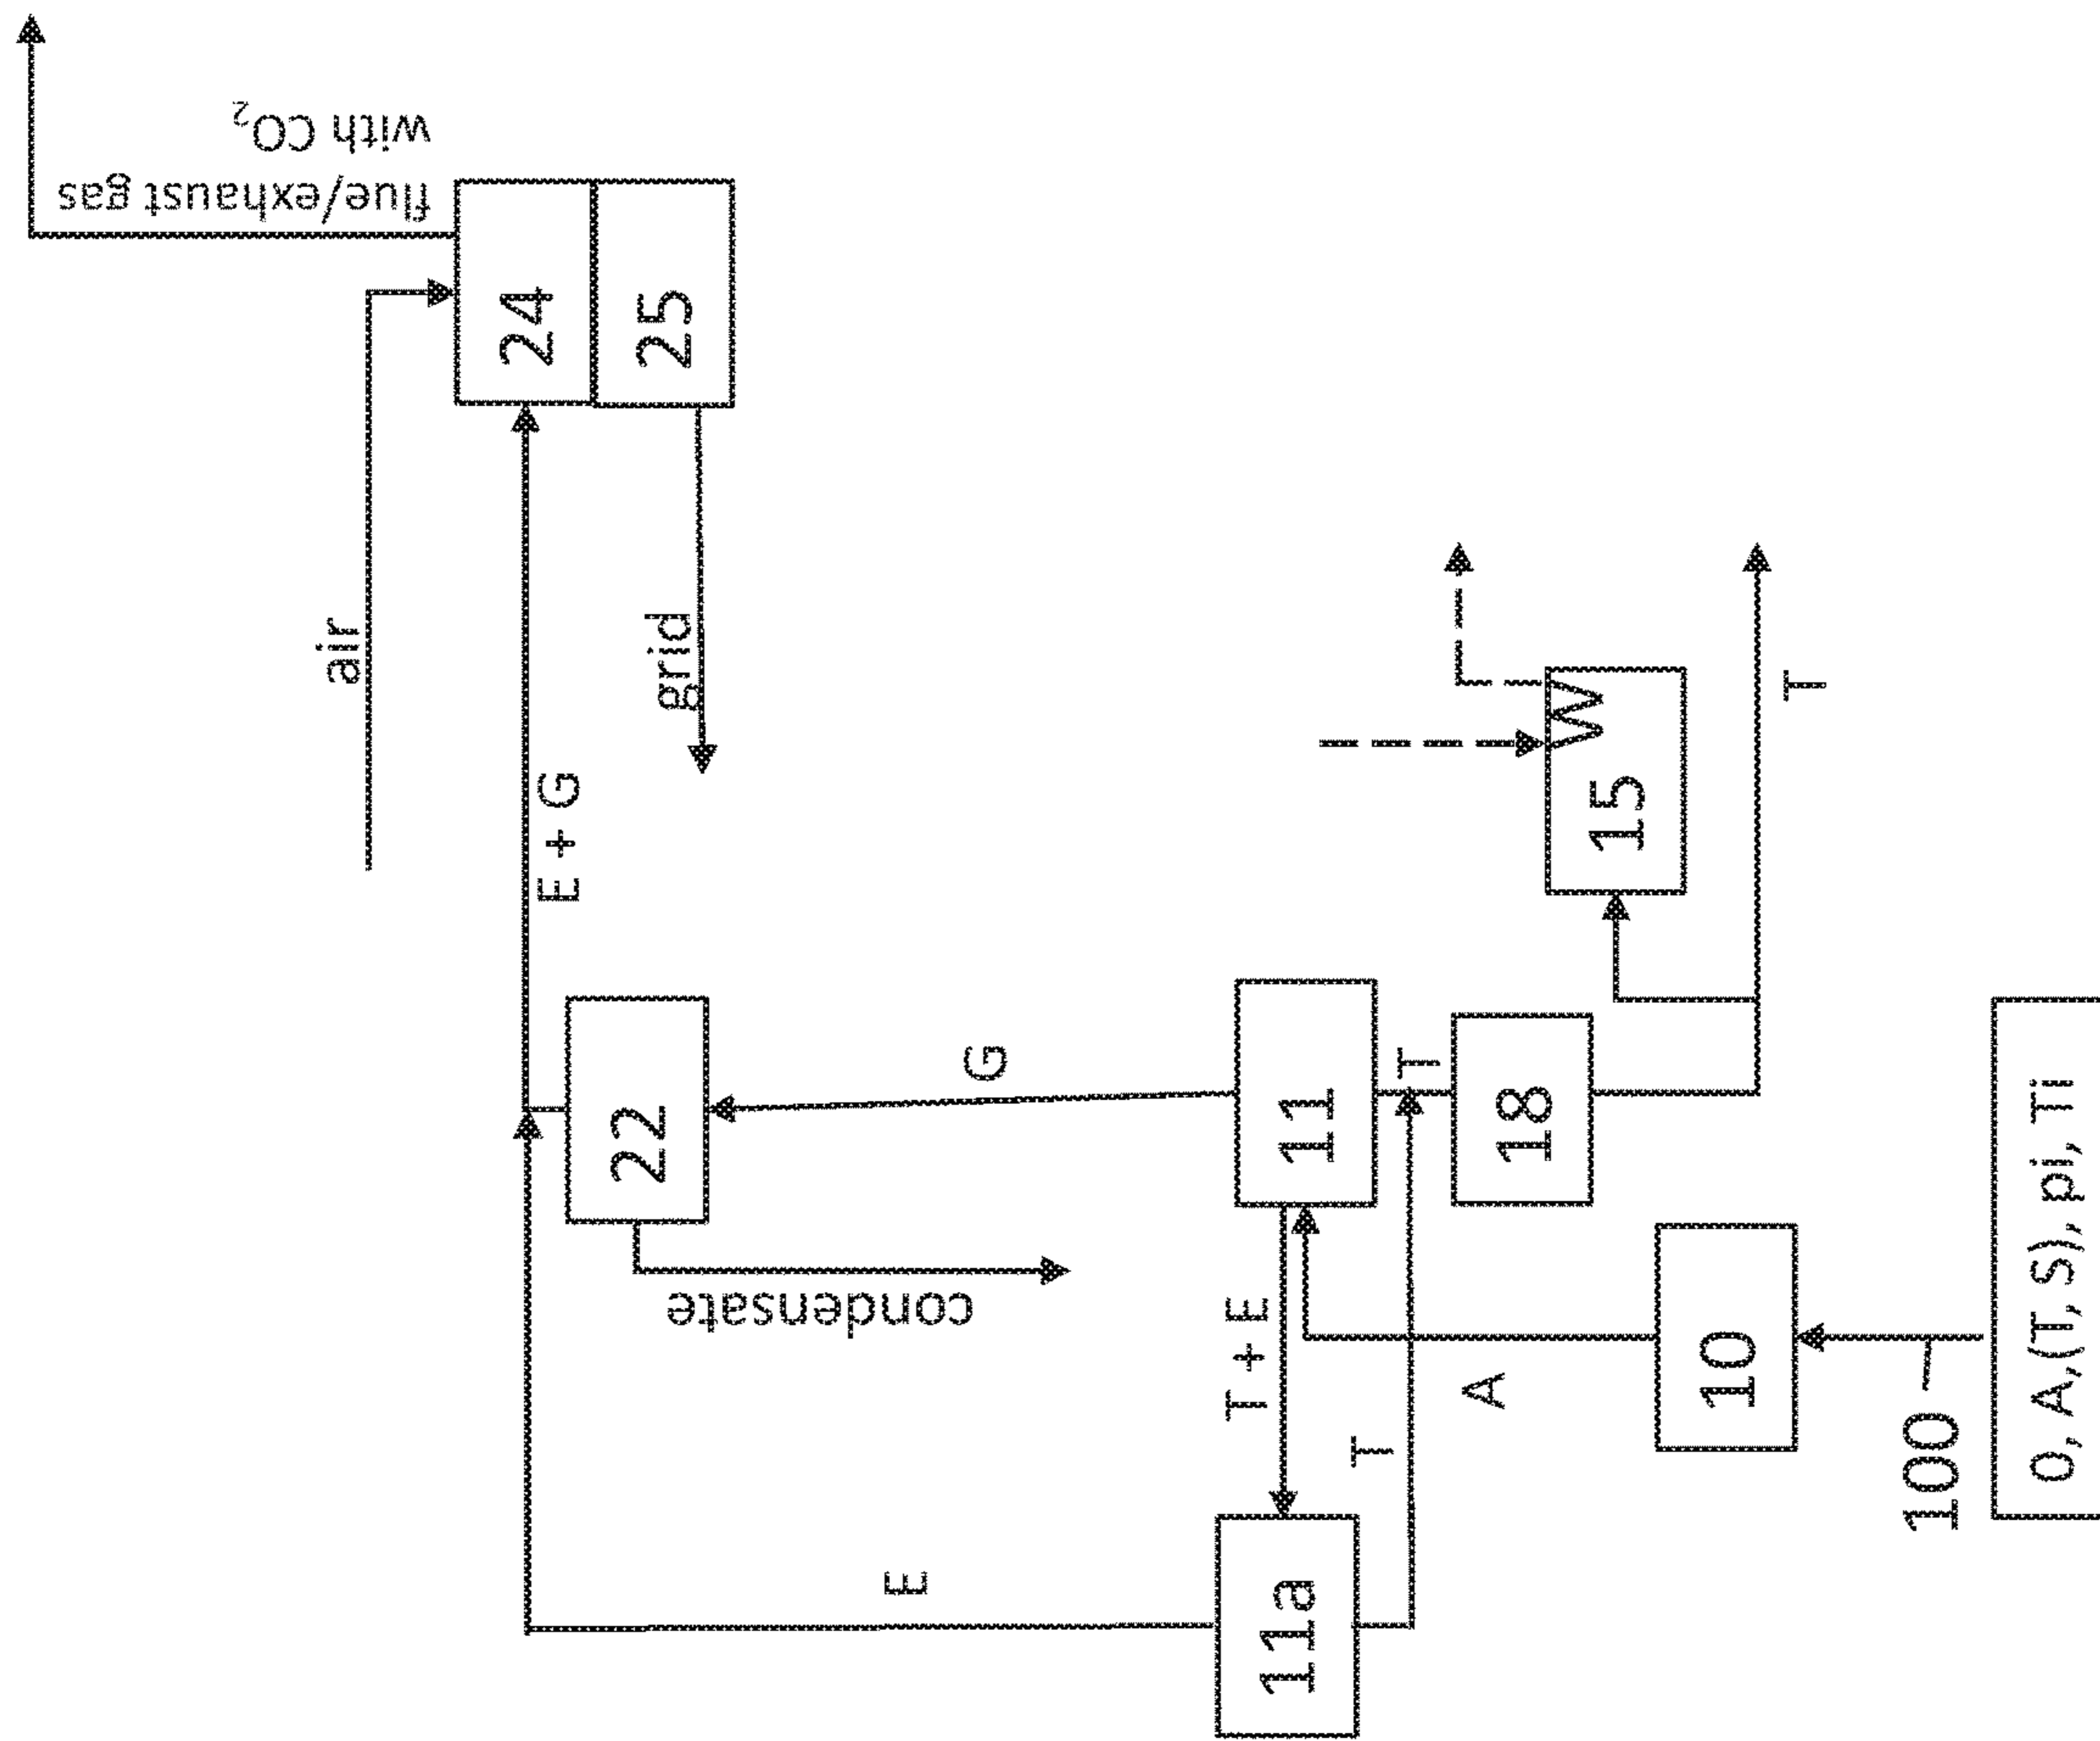 flue/exhaust gas
with CO₂
air
24
25
E + G
grid
22
condensate
G
E
11a
T + E
11
T
T
A
18
15
W
T
10
100
0, A,(T, S), pi, Ti